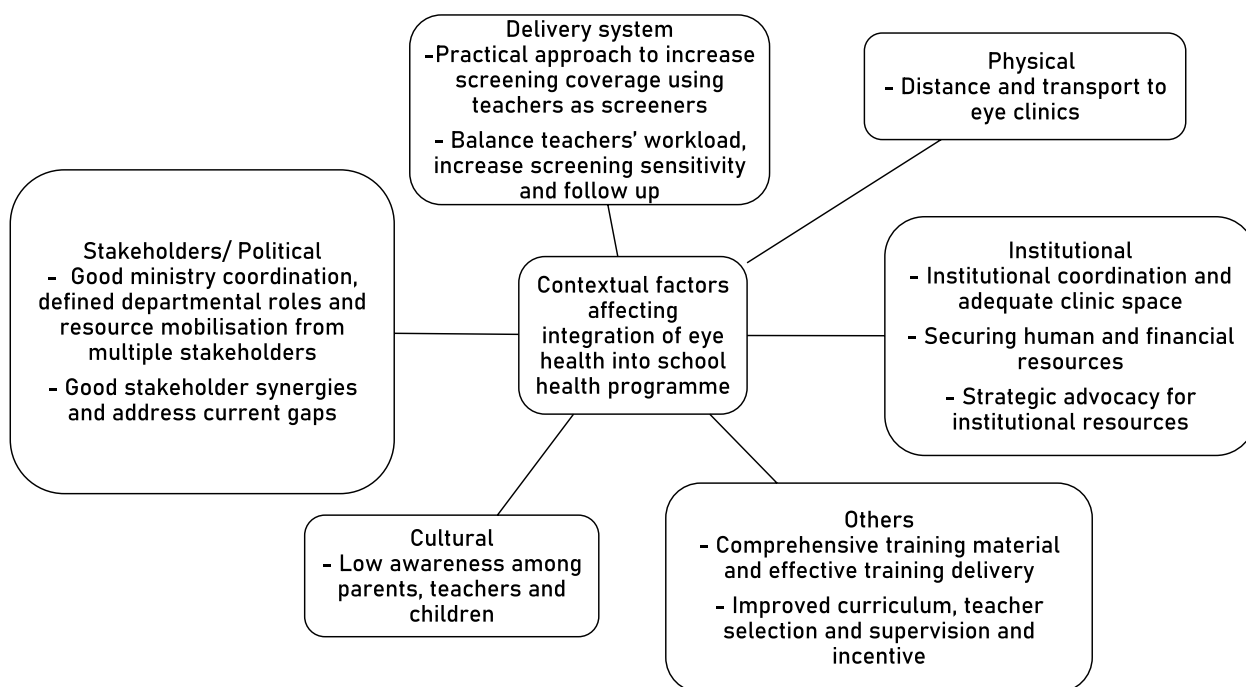 Delivery system
-Practical approach to increase
screening coverage using
teachers as screeners
- Balance teachers’ workload,
increase screening sensitivity
and follow up
Physical
- Distance and transport to
eye clinics
Stakeholders/ Political
- Good ministry coordination,
defined departmental roles and
resource mobilisation from
multiple stakeholders
- Good stakeholder synergies
and address current gaps
Contextual factors
affecting
integration of eye
health into school
health programme
Institutional
- Institutional coordination and
adequate clinic space
- Securing human and financial
resources
- Strategic advocacy for
institutional resources
Cultural
- Low awareness among
parents, teachers and
children
Others
- Comprehensive training material
and effective training delivery
- Improved curriculum, teacher
selection and supervision and
incentive